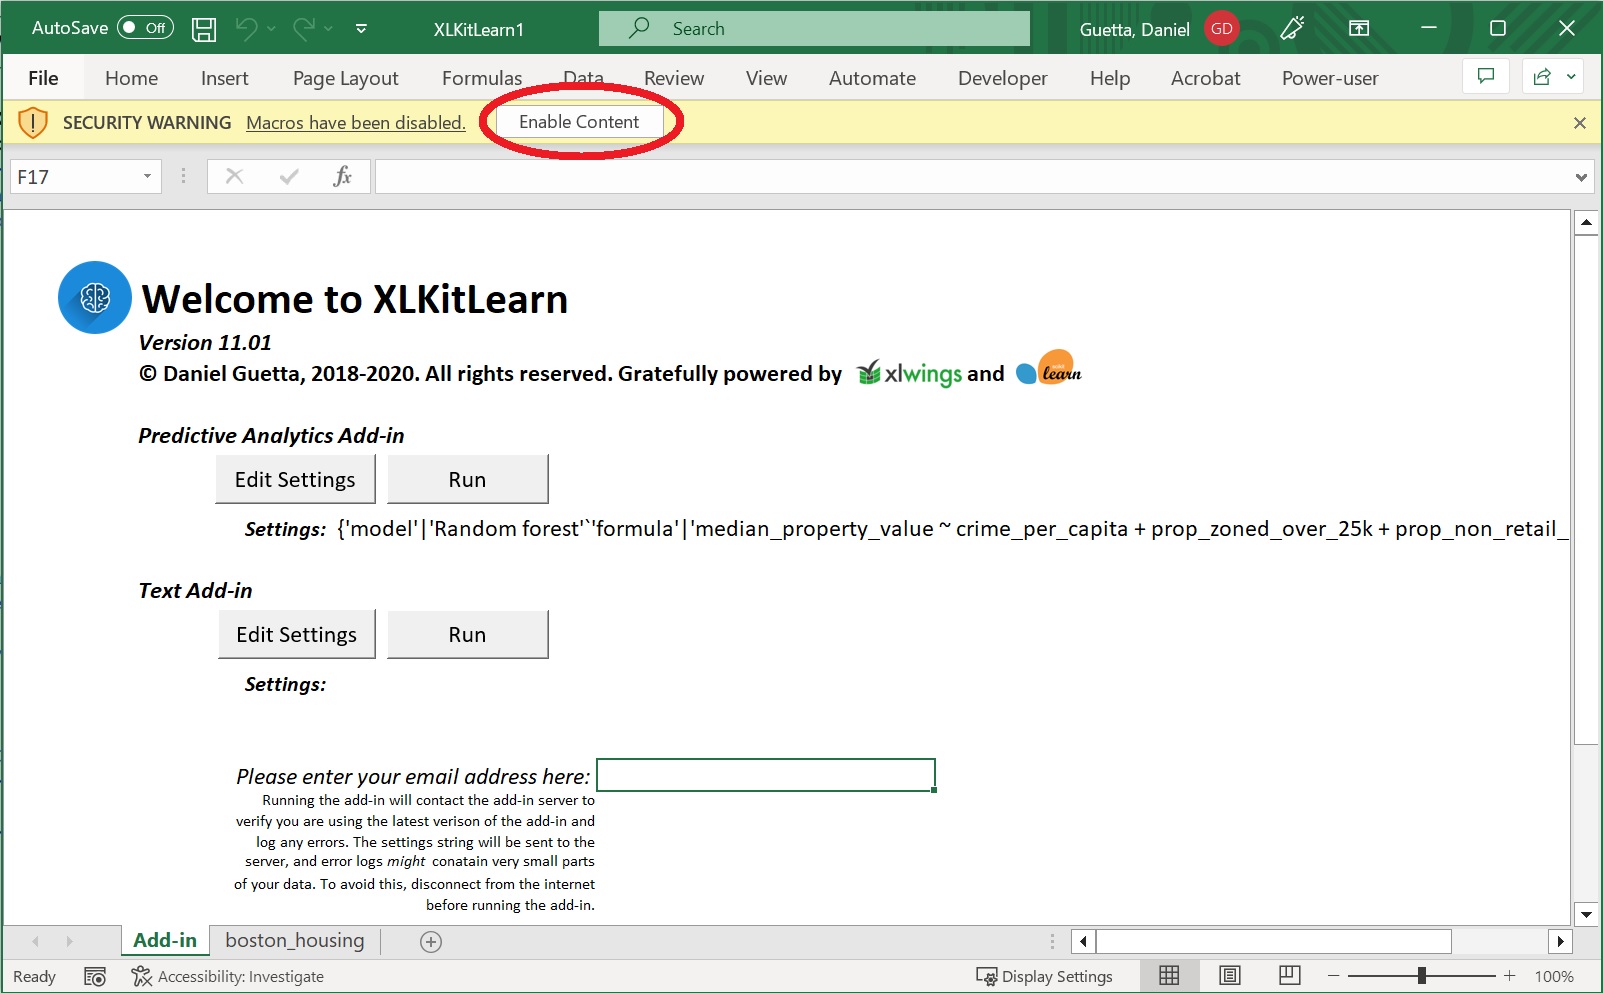 AutoSave Off XLKitLearn1 Search Guetta, Daniel GD
File Home Insert Page Layout Formulas Data Review View Automate Developer Help Acrobat Power-user
SECURITY WARNING Macros have been disabled. Enable Content
F17 fx
Welcome to XLKitLearn
Version 11.01
© Daniel Guetta, 2018-2020. All rights reserved. Gratefully powered by xlwings and learn
Predictive Analytics Add-in
Edit Settings Run
Settings: {'model'|'Random forest'`'formula'|'median_property_value ~ crime_per_capita + prop_zoned_over_25k + prop_non_retail_
Text Add-in
Edit Settings Run
Settings:
Please enter your email address here:
Running the add-in will contact the add-in server to
verify you are using the latest verison of the add-in and
log any errors. The settings string will be sent to the
server, and error logs might conatain very small parts
of your data. To avoid this, disconnect from the internet
before running the add-in.
Add-in boston_housing
Ready Accessibility: Investigate Display Settings 100%